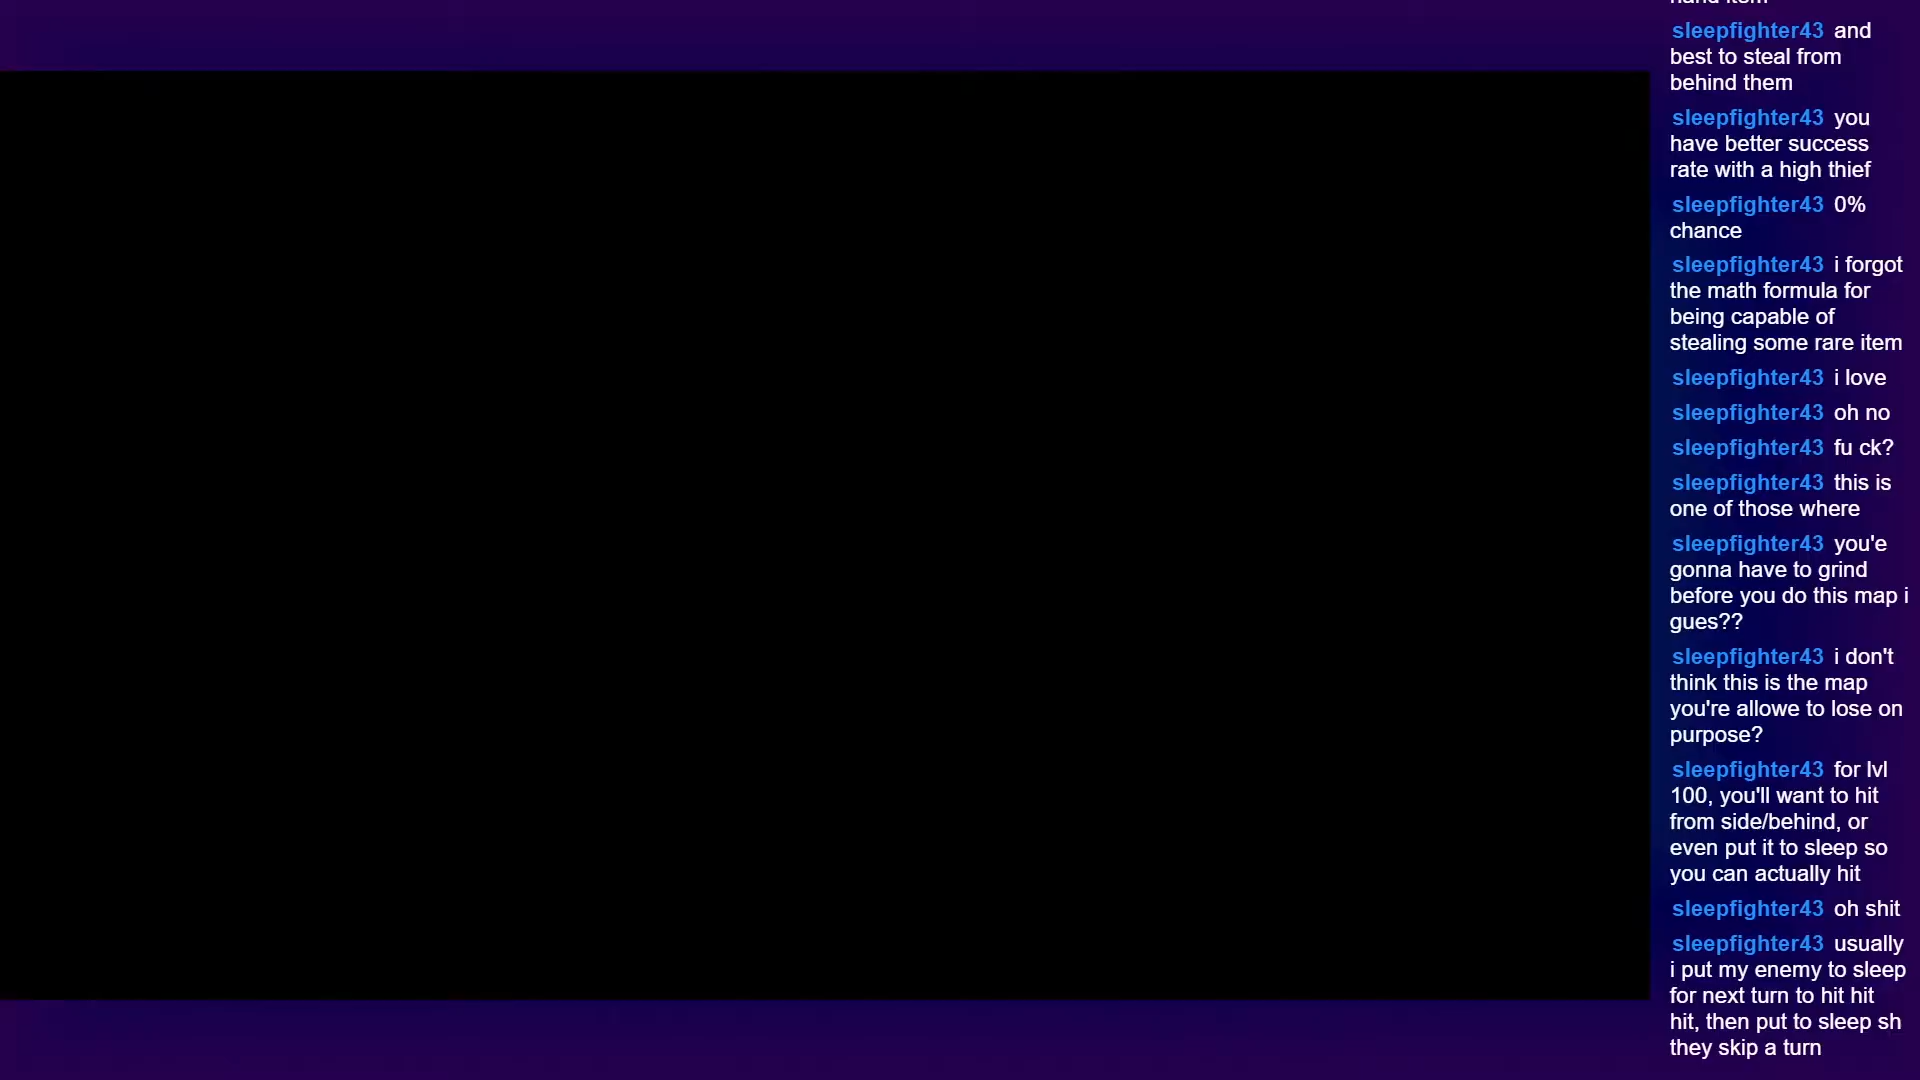 hand item
sleepfighter43 and
best to steal from
behind them
sleepfighter43 you
have better success
rate with a high thief
sleepfighter43 0%
chance
sleepfighter43 i forgot
the math formula for
being capable of
stealing some rare item
sleepfighter43 i love
sleepfighter43 oh no
sleepfighter43 fu ck?
sleepfighter43 this is
one of those where
sleepfighter43 you'e
gonna have to grind
before you do this map i
gues??
sleepfighter43 i don't
think this is the map
you're allowe to lose on
purpose?
sleepfighter43 for lvl
100, you'll want to hit
from side/behind, or
even put it to sleep so
you can actually hit
sleepfighter43 oh shit
sleepfighter43 usually
i put my enemy to sleep
for next turn to hit hit
hit, then put to sleep sh
they skip a turn